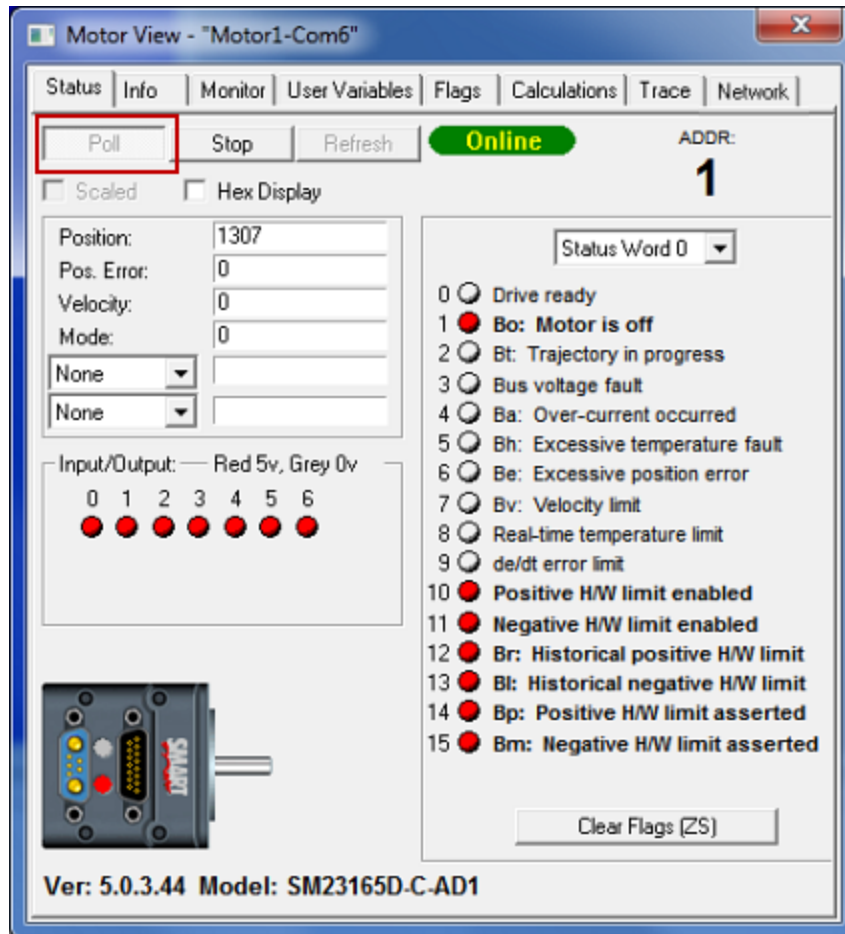 Motor View - "Motor1-Com6"
Status Info Monitor User Variables Flags Calculations Trace Network
Poll Stop Refresh Online ADDR:
1
Scaled Hex Display
Position: 1307
Pos. Error: 0
Velocity: 0
Mode: 0
None
None
Input/Output: Red 5v, Grey 0v
0 1 2 3 4 5 6
Status Word 0
0 Drive ready
1 Bo: Motor is off
2 Bt: Trajectory in progress
3 Bus voltage fault
4 Ba: Over-current occurred
5 Bh: Excessive temperature fault
6 Be: Excessive position error
7 Bv: Velocity limit
8 Real-time temperature limit
9 de/dt error limit
10 Positive H/W limit enabled
11 Negative H/W limit enabled
12 Br: Historical positive H/W limit
13 Bl: Historical negative H/W limit
14 Bp: Positive H/W limit asserted
15 Bm: Negative H/W limit asserted
Clear Flags (ZS)
SMART
Ver: 5.0.3.44 Model: SM23165D-C-AD1